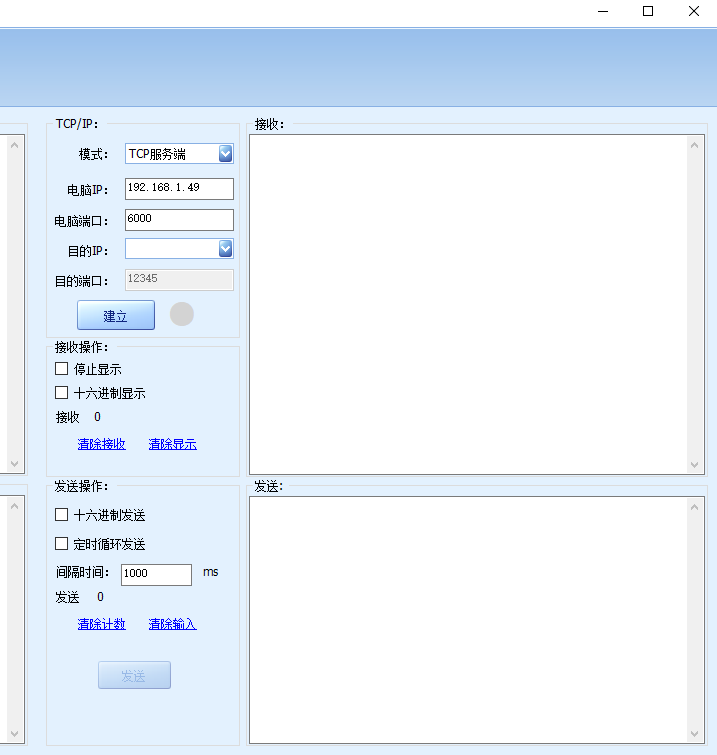 TCP/IP:
模式: TCP服务端
电脑IP: 192.168.1.49
电脑端口: 6000
目的IP:
目的端口: 12345
建立
接收操作:
停止显示
十六进制显示
接收 0
清除接收 清除显示
发送操作:
十六进制发送
定时循环发送
间隔时间: 1000 ms
发送 0
清除计数 清除输入
发送
接收:
发送: